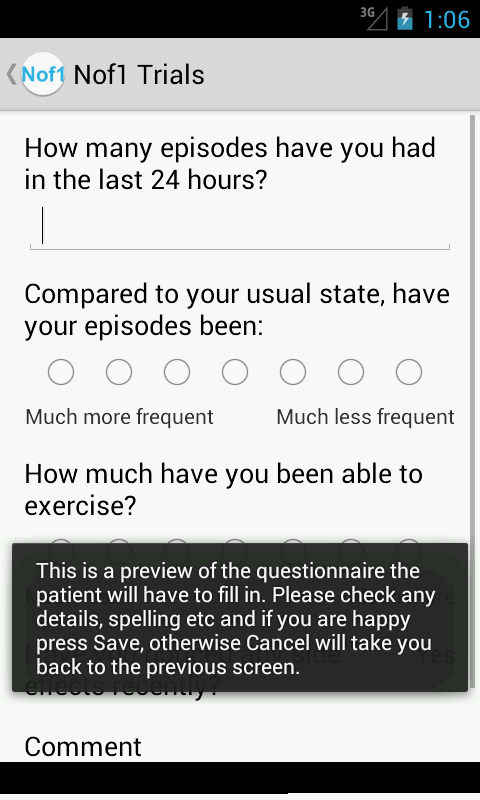 3G
1:06
Nof1
Nof1 Trials
How many episodes have you had
in the last 24 hours?
Compared to your usual state, have
your episodes been:
Much more frequent
Much less frequent
How much have you been able to
exercise?
This is a preview of the questionnaire the
patient will have to fill in. Please check any
details, spelling etc and if you are happy
press Save, otherwise Cancel will take you
back to the previous screen.
side
Yes
effects recently?
Comment